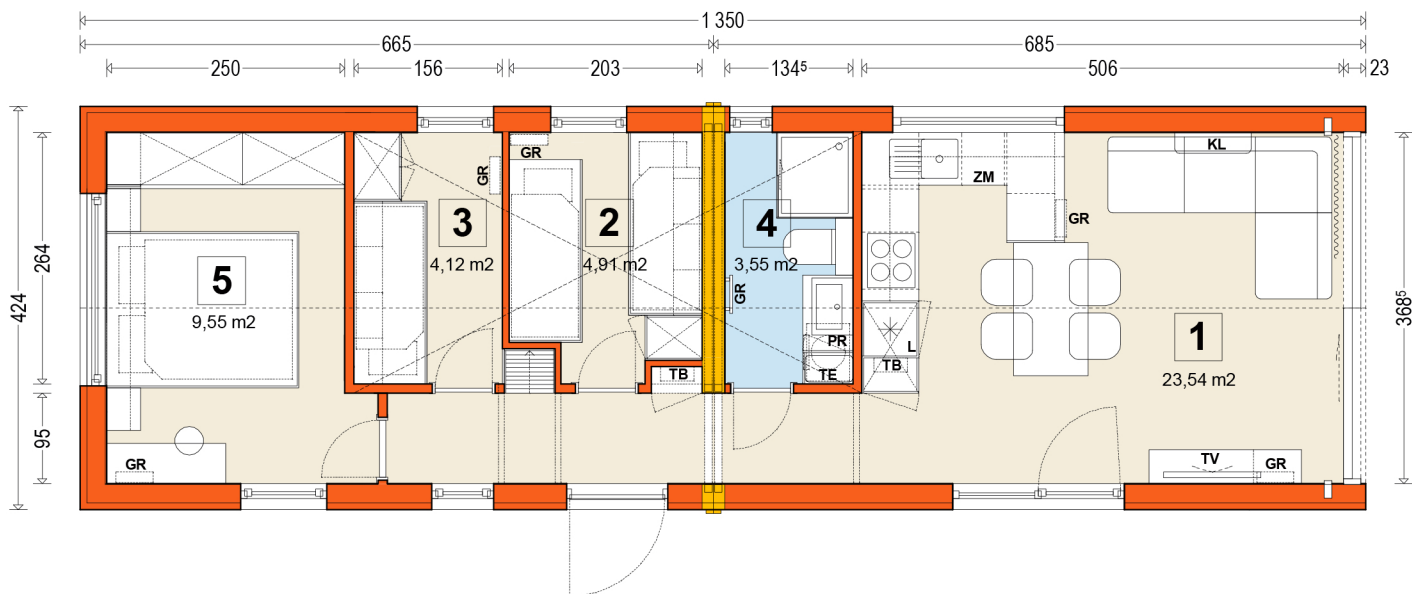 1 350
665 685
250 156 203 134⁵ 506 23
424
264
95
368⁵
GR
GR
KL
ZM
GR
3
4,12 m2
2
4,91 m2
4
3,55 m2
5
9,55 m2
GR
1
23,54 m2
PR
L
TB
TE
TB
GR
TV
GR